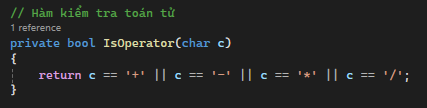 // Hàm kiểm tra toán tử
1 reference
private bool IsOperator(char c)
{
return c == '+' || c == '-' || c == '*' || c == '/';
}